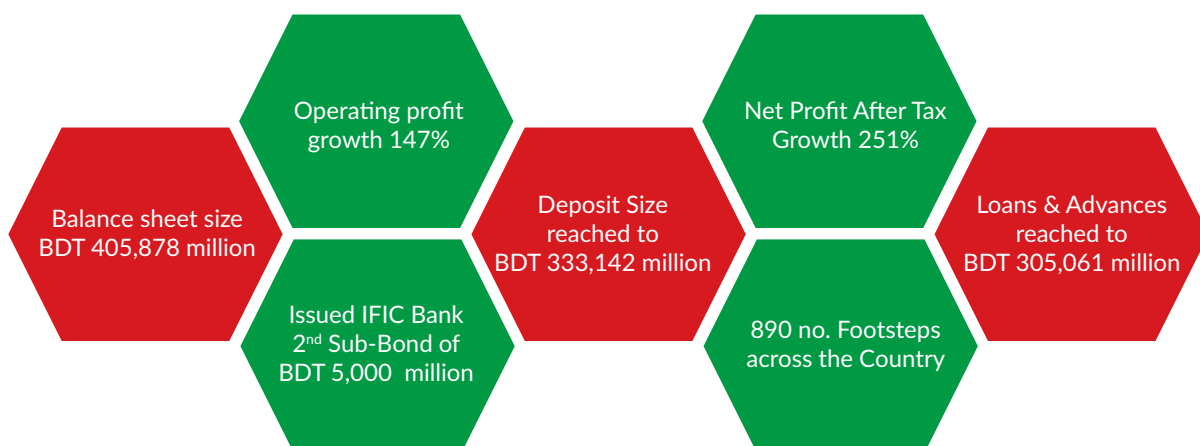 Operating profit
growth 147%
Net Profit After Tax
Growth 251%
Balance sheet size
BDT 405,878 million
Deposit Size
reached to
BDT 333,142 million
Loans & Advances
reached to
BDT 305,061 million
Issued IFIC Bank
2nd Sub-Bond of
BDT 5,000 million
890 no. Footsteps
across the Country